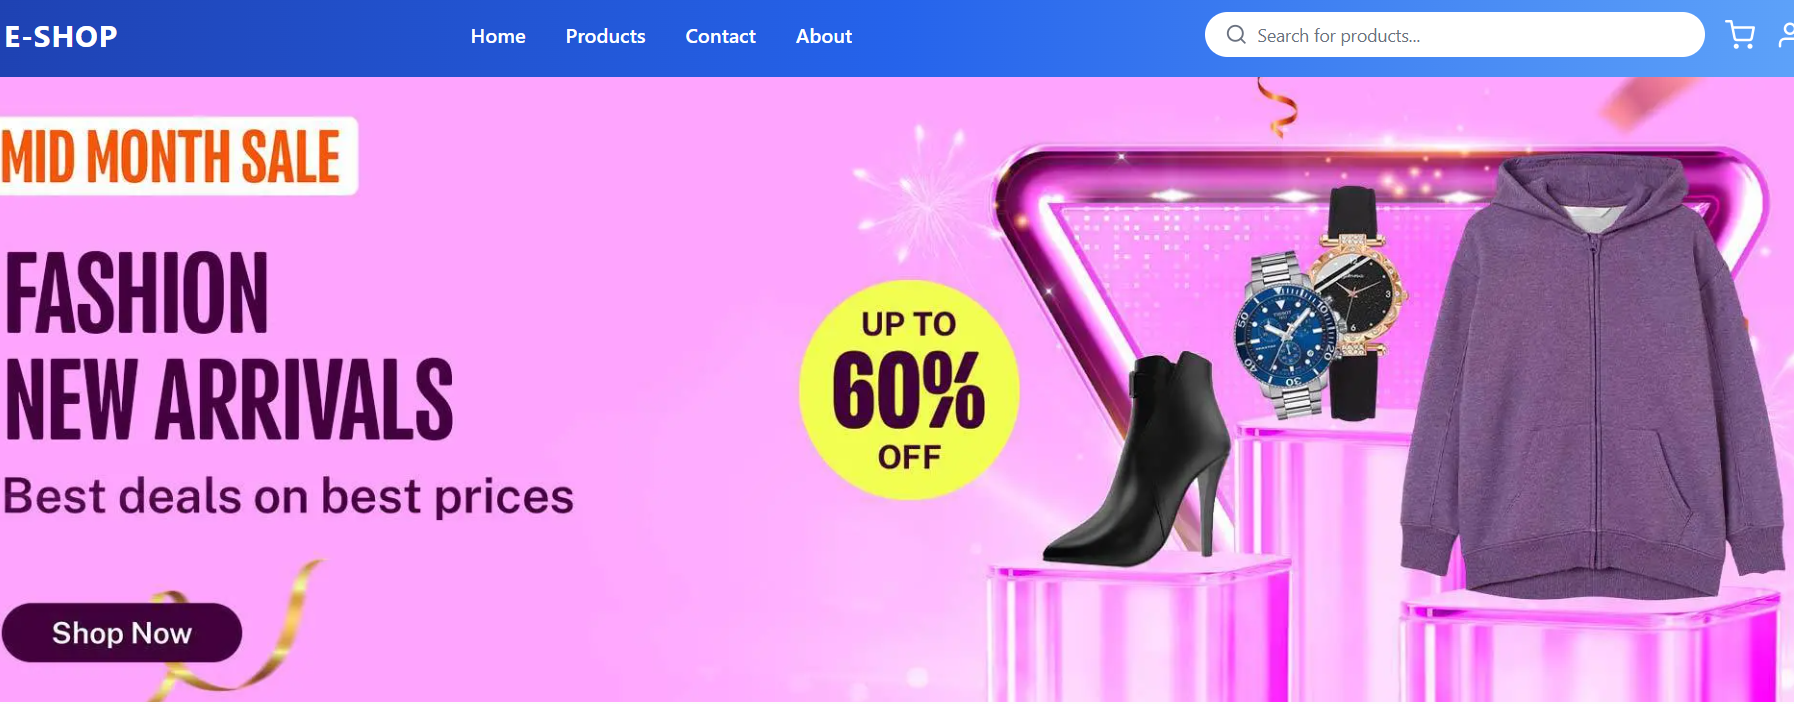 E-SHOP
Home
Products
Contact
About
Search for products...
MID MONTH SALE
FASHION
NEW ARRIVALS
Best deals on best prices
Shop Now
UP TO
60%
OFF
TISSOT